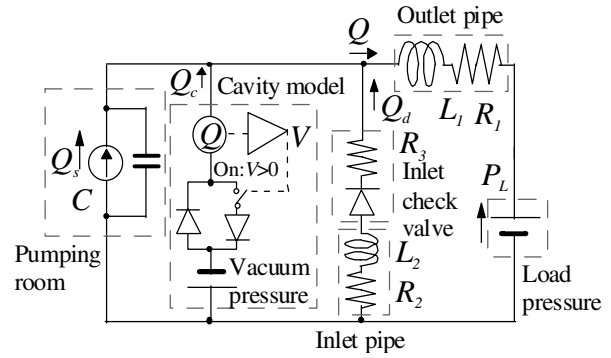 Q
Outlet pipe
Q_c
Cavity model
L_1
R_1
Q_d
Q
V
On:V>0
R_3
Inlet
check
valve
Q_s
C
P_L
Pumping
room
Vacuum
pressure
L_2
R_2
Load
pressure
Inlet pipe